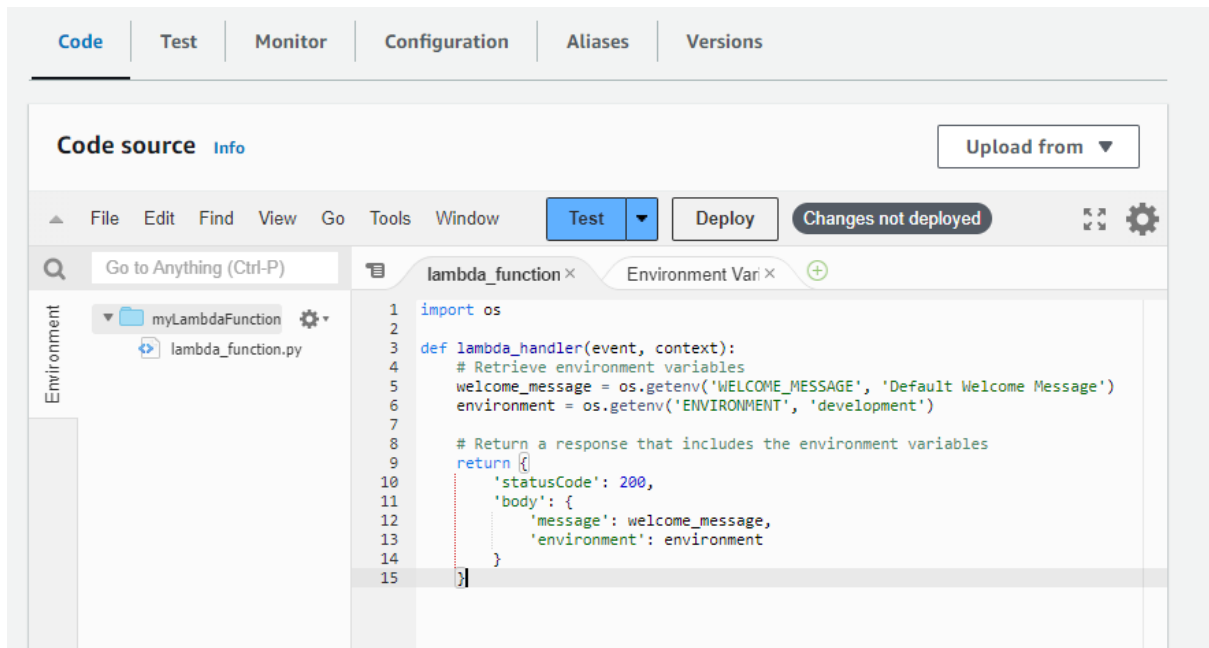 Code Test Monitor Configuration Aliases Versions
Code source Info Upload from
File Edit Find View Go Tools Window Test Deploy Changes not deployed
Go to Anything (Ctrl-P) lambda_function × Environment Vari ×
Environment
myLambdaFunction
lambda_function.py
1 import os
2
3 def lambda_handler(event, context):
4     # Retrieve environment variables
5     welcome_message = os.getenv('WELCOME_MESSAGE', 'Default Welcome Message')
6     environment = os.getenv('ENVIRONMENT', 'development')
7
8     # Return a response that includes the environment variables
9     return {
10         'statusCode': 200,
11         'body': {
12             'message': welcome_message,
13             'environment': environment
14         }
15     }